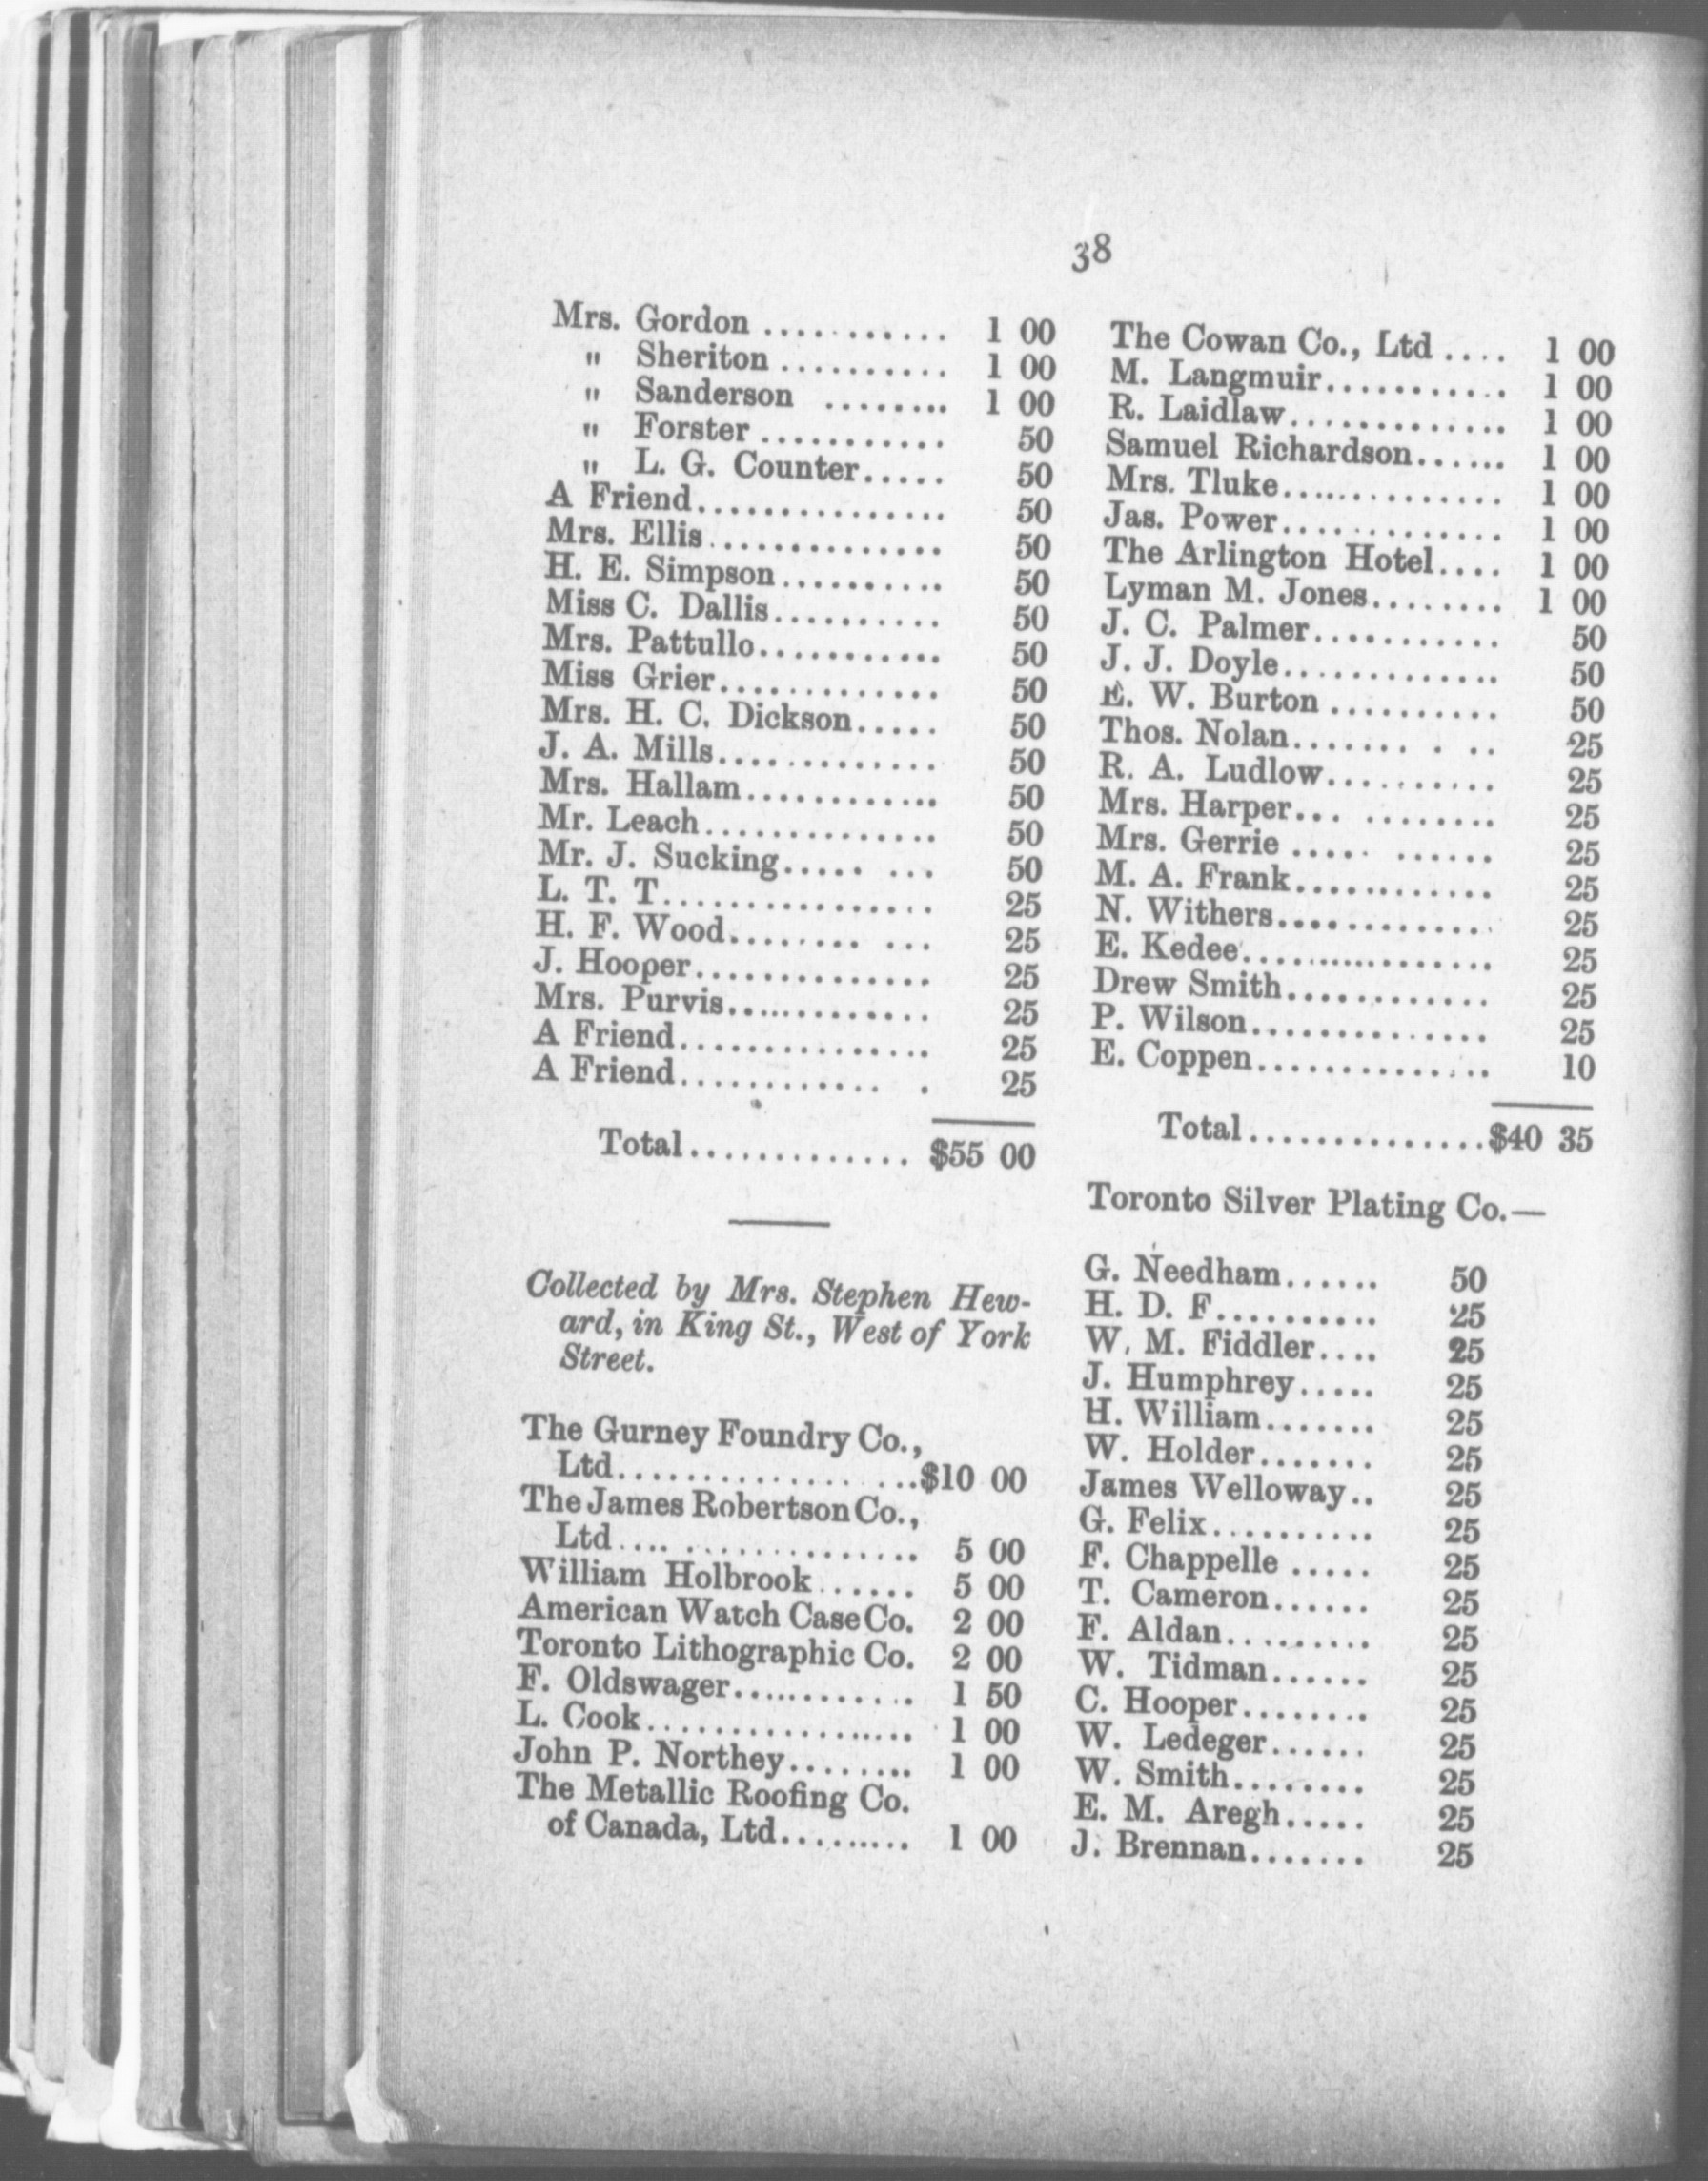 38
Mrs. Gordon ........... 1 00
" Sheriton .......... 1 00
" Sanderson ........ 1 00
" Forster ........... 50
" L. G. Counter..... 50
A Friend............... 50
Mrs. Ellis.............. 50
H. E. Simpson.......... 50
Miss C. Dallis.......... 50
Mrs. Pattullo........... 50
Miss Grier............. 50
Mrs. H. C. Dickson..... 50
J. A. Mills............. 50
Mrs. Hallam............ 50
Mr. Leach.............. 50
Mr. J. Sucking..... ... 50
L. T. T................ 25
H. F. Wood........ ... 25
J. Hooper.............. 25
Mrs. Purvis............ 25
A Friend............... 25
A Friend............ . 25
Total............. $55 00
Collected by Mrs. Stephen Hew-
ard, in King St., West of York
Street.
The Gurney Foundry Co.,
Ltd..................$10 00
The James Robertson Co.,
Ltd.... .............. 5 00
William Holbrook...... 5 00
American Watch Case Co. 2 00
Toronto Lithographic Co. 2 00
F. Oldswager........... 1 50
L. Cook................ 1 00
John P. Northey........ 1 00
The Metallic Roofing Co.
of Canada, Ltd......... 1 00
The Cowan Co., Ltd .... 1 00
M. Langmuir........... 1 00
R. Laidlaw............. 1 00
Samuel Richardson...... 1 00
Mrs. Tluke............. 1 00
Jas. Power............. 1 00
The Arlington Hotel.... 1 00
Lyman M. Jones........ 1 00
J. C. Palmer........... 50
J. J. Doyle............. 50
E. W. Burton .......... 50
Thos. Nolan....... . .. 25
R. A. Ludlow.......... 25
Mrs. Harper... ........ 25
Mrs. Gerrie ..... ...... 25
M. A. Frank............ 25
N. Withers............. 25
E. Kedee............... 25
Drew Smith............ 25
P. Wilson.............. 25
E. Coppen.............. 10
Total..............$40 35
Toronto Silver Plating Co.—
G. Needham...... 50
H. D. F.......... 25
W. M. Fiddler.... 25
J. Humphrey..... 25
H. William....... 25
W. Holder....... 25
James Welloway.. 25
G. Felix.......... 25
F. Chappelle ..... 25
T. Cameron...... 25
F. Aldan......... 25
W. Tidman...... 25
C. Hooper........ 25
W. Ledeger...... 25
W. Smith........ 25
E. M. Aregh..... 25
J. Brennan....... 25